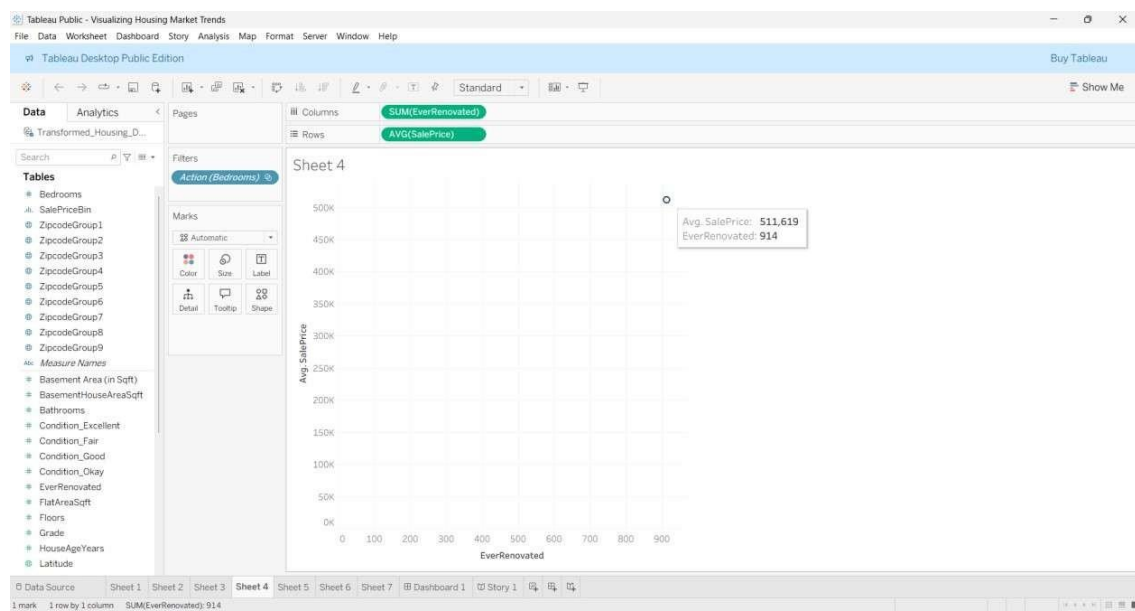 Tableau Public - Visualizing Housing Market Trends
File Data Worksheet Dashboard Story Analysis Map Format Server Window Help
Tableau Desktop Public Edition
Buy Tableau
Standard
Show Me
Data Analytics
Transformed_Housing_D...
Search
Tables
Bedrooms
SalePriceBin
ZipcodeGroup1
ZipcodeGroup2
ZipcodeGroup3
ZipcodeGroup4
ZipcodeGroup5
ZipcodeGroup6
ZipcodeGroup7
ZipcodeGroup8
ZipcodeGroup9
Abc Measure Names
Basement Area (in Sqft)
BasementHouseAreaSqft
Bathrooms
Condition_Excellent
Condition_Fair
Condition_Good
Condition_Okay
EverRenovated
FlatAreaSqft
Floors
Grade
HouseAgeYears
Latitude
Pages
Filters
Action (Bedrooms)
Marks
Automatic
Color Size Label
Detail Tooltip Shape
Columns SUM(EverRenovated)
Rows AVG(SalePrice)
Sheet 4
500K
450K
400K
350K
300K
250K
200K
150K
100K
50K
0K
Avg. SalePrice
Avg. SalePrice: 511,619
EverRenovated: 914
0 100 200 300 400 500 600 700 800 900
EverRenovated
Data Source Sheet 1 Sheet 2 Sheet 3 Sheet 4 Sheet 5 Sheet 6 Sheet 7 Dashboard 1 Story 1
1 mark 1 row by 1 column SUM(EverRenovated): 914